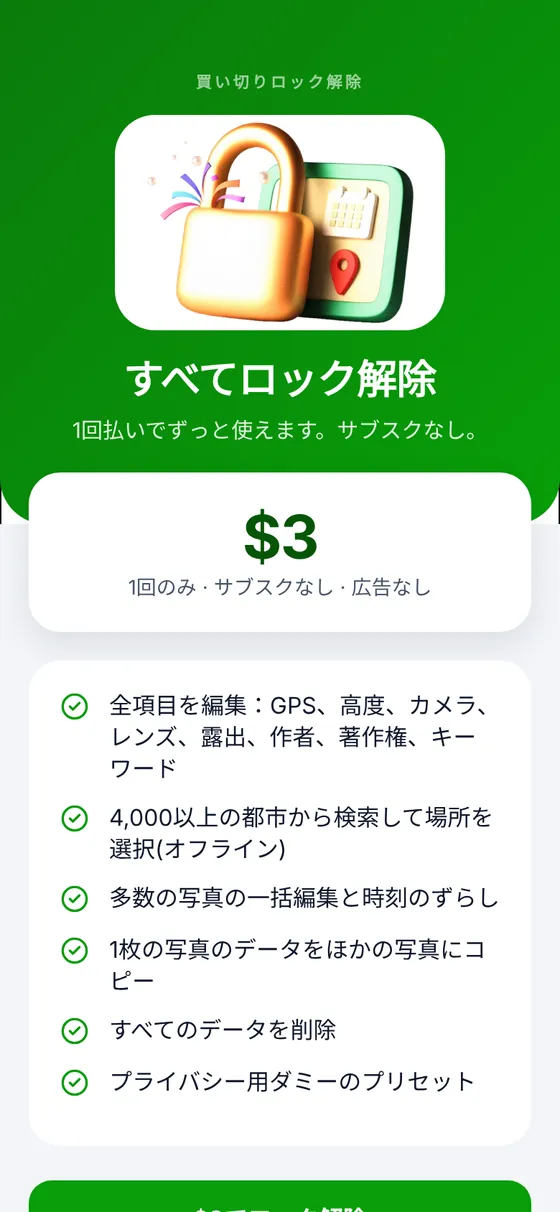 買い切りロック解除
すべてロック解除
1回払いでずっと使えます。サブスクなし。
$3
1回のみ · サブスクなし · 広告なし
全項目を編集：GPS、高度、カメラ、
レンズ、露出、作者、著作権、キー
ワード
4,000以上の都市から検索して場所を
選択(オフライン)
多数の写真の一括編集と時刻のずらし
1枚の写真のデータをほかの写真にコ
ピー
すべてのデータを削除
プライバシー用ダミーのプリセット
$3でロック解除